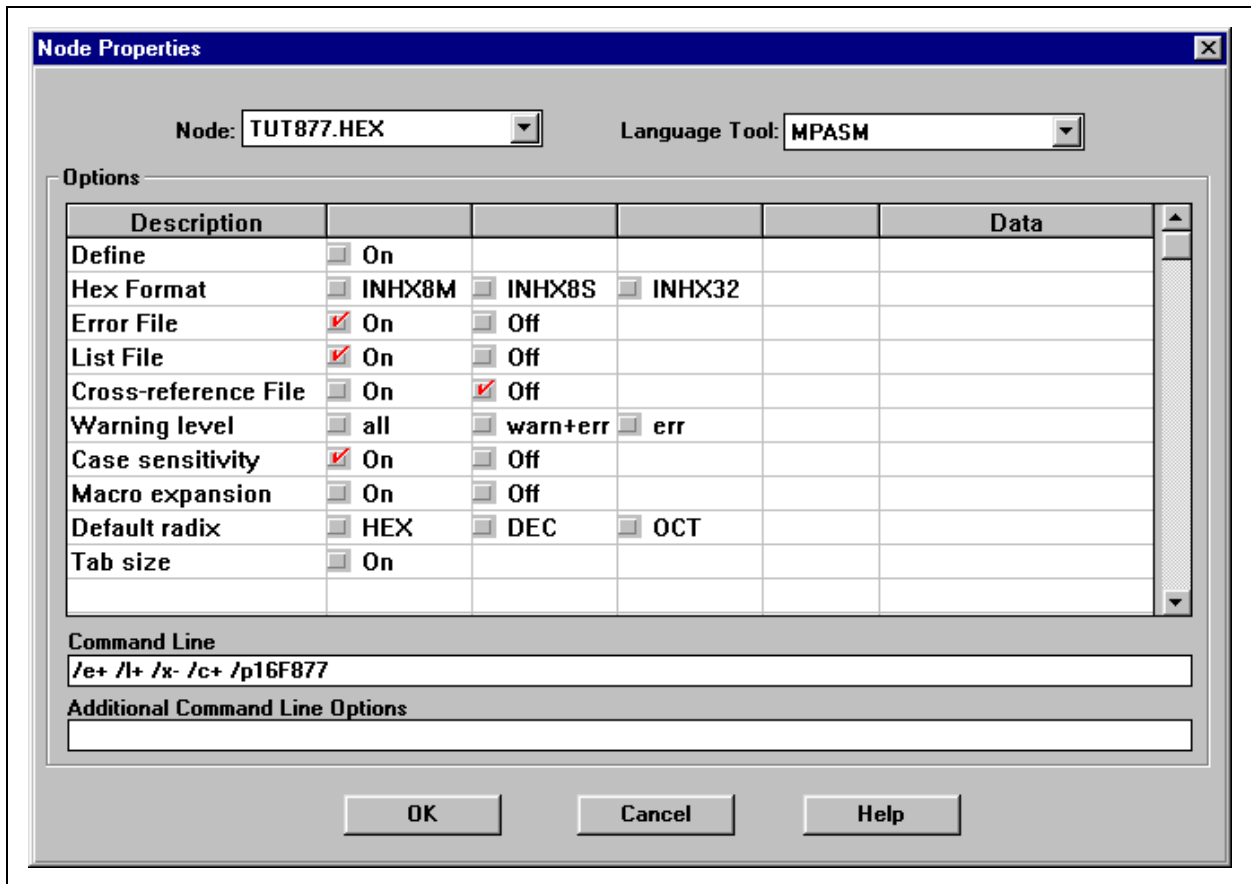 Node Properties
Node: TUT877.HEX Language Tool: MPASM
Options
Description Data
Define On
Hex Format INHX8M INHX8S INHX32
Error File On Off
List File On Off
Cross-reference File On Off
Warning level all warn+err err
Case sensitivity On Off
Macro expansion On Off
Default radix HEX DEC OCT
Tab size On
Command Line
/e+ /l+ /x- /c+ /p16F877
Additional Command Line Options
OK Cancel Help